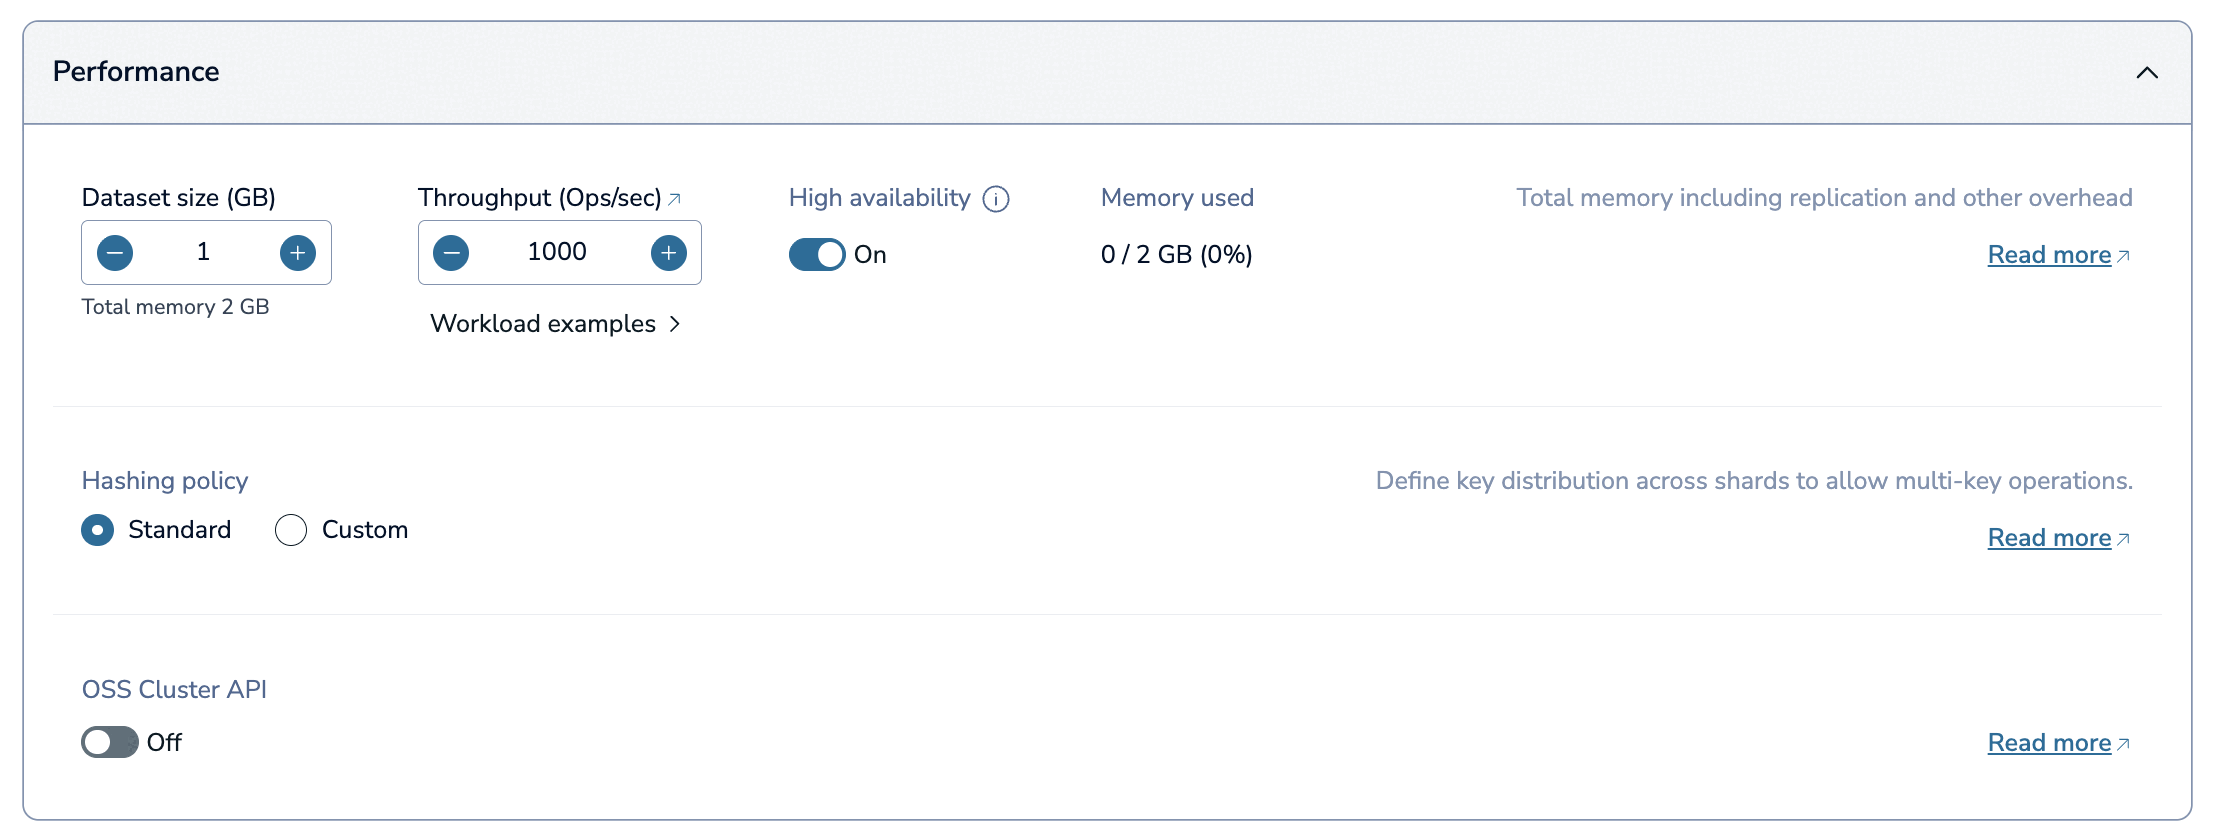 Performance
Dataset size (GB)
Throughput (Ops/sec)
High availability
Memory used
Total memory including replication and other overhead
1
1000
On
0 / 2 GB (0%)
Read more
Total memory 2 GB
Workload examples
Hashing policy
Define key distribution across shards to allow multi-key operations.
Standard
Custom
Read more
OSS Cluster API
Off
Read more